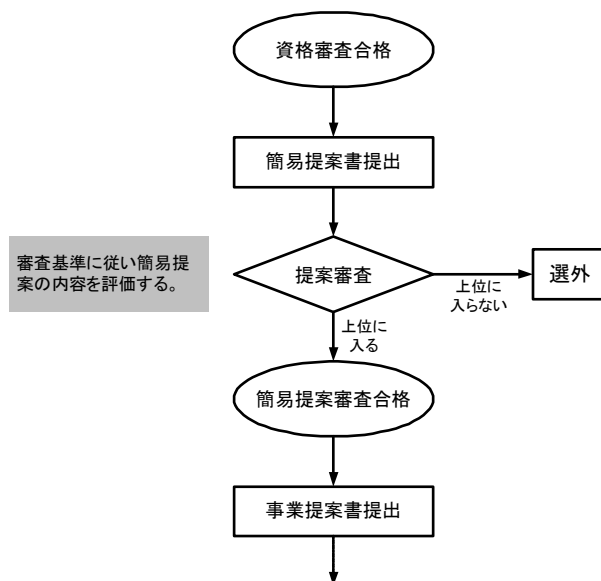 資格審査合格
簡易提案書提出
審査基準に従い簡易提
案の内容を評価する。
提案審査
選外
上位に
入らない
上位に
入る
簡易提案審査合格
事業提案書提出